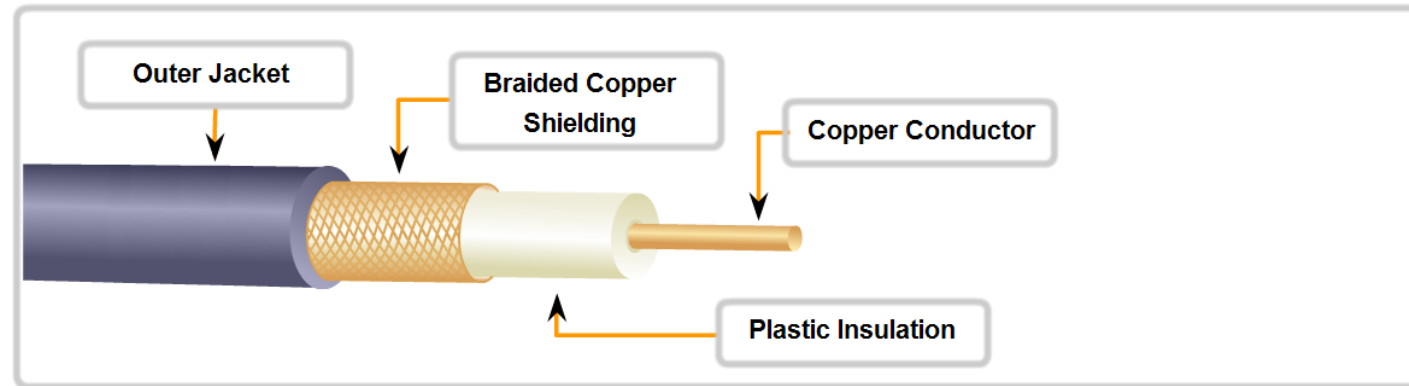 Outer Jacket
Braided Copper
Shielding
Copper Conductor
Plastic Insulation